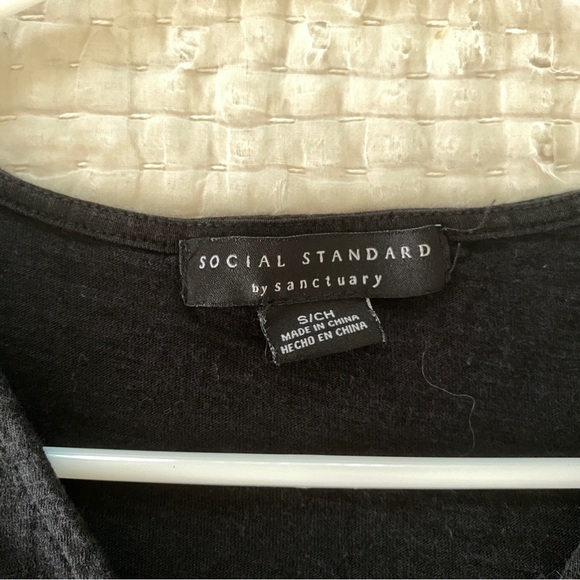 SOCIAL STANDARD
by sanctuary
S/CH
MADE IN CHINA
HECHO EN CHINA